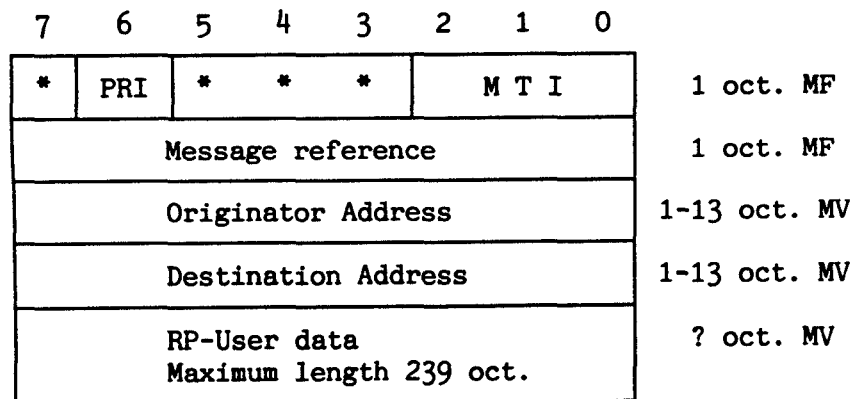 7 6 5 4 3 2 1 0
* PRI * * * M T I 1 oct. MF
Message reference 1 oct. MF
Originator Address 1-13 oct. MV
Destination Address 1-13 oct. MV
RP-User data ? oct. MV
Maximum length 239 oct.